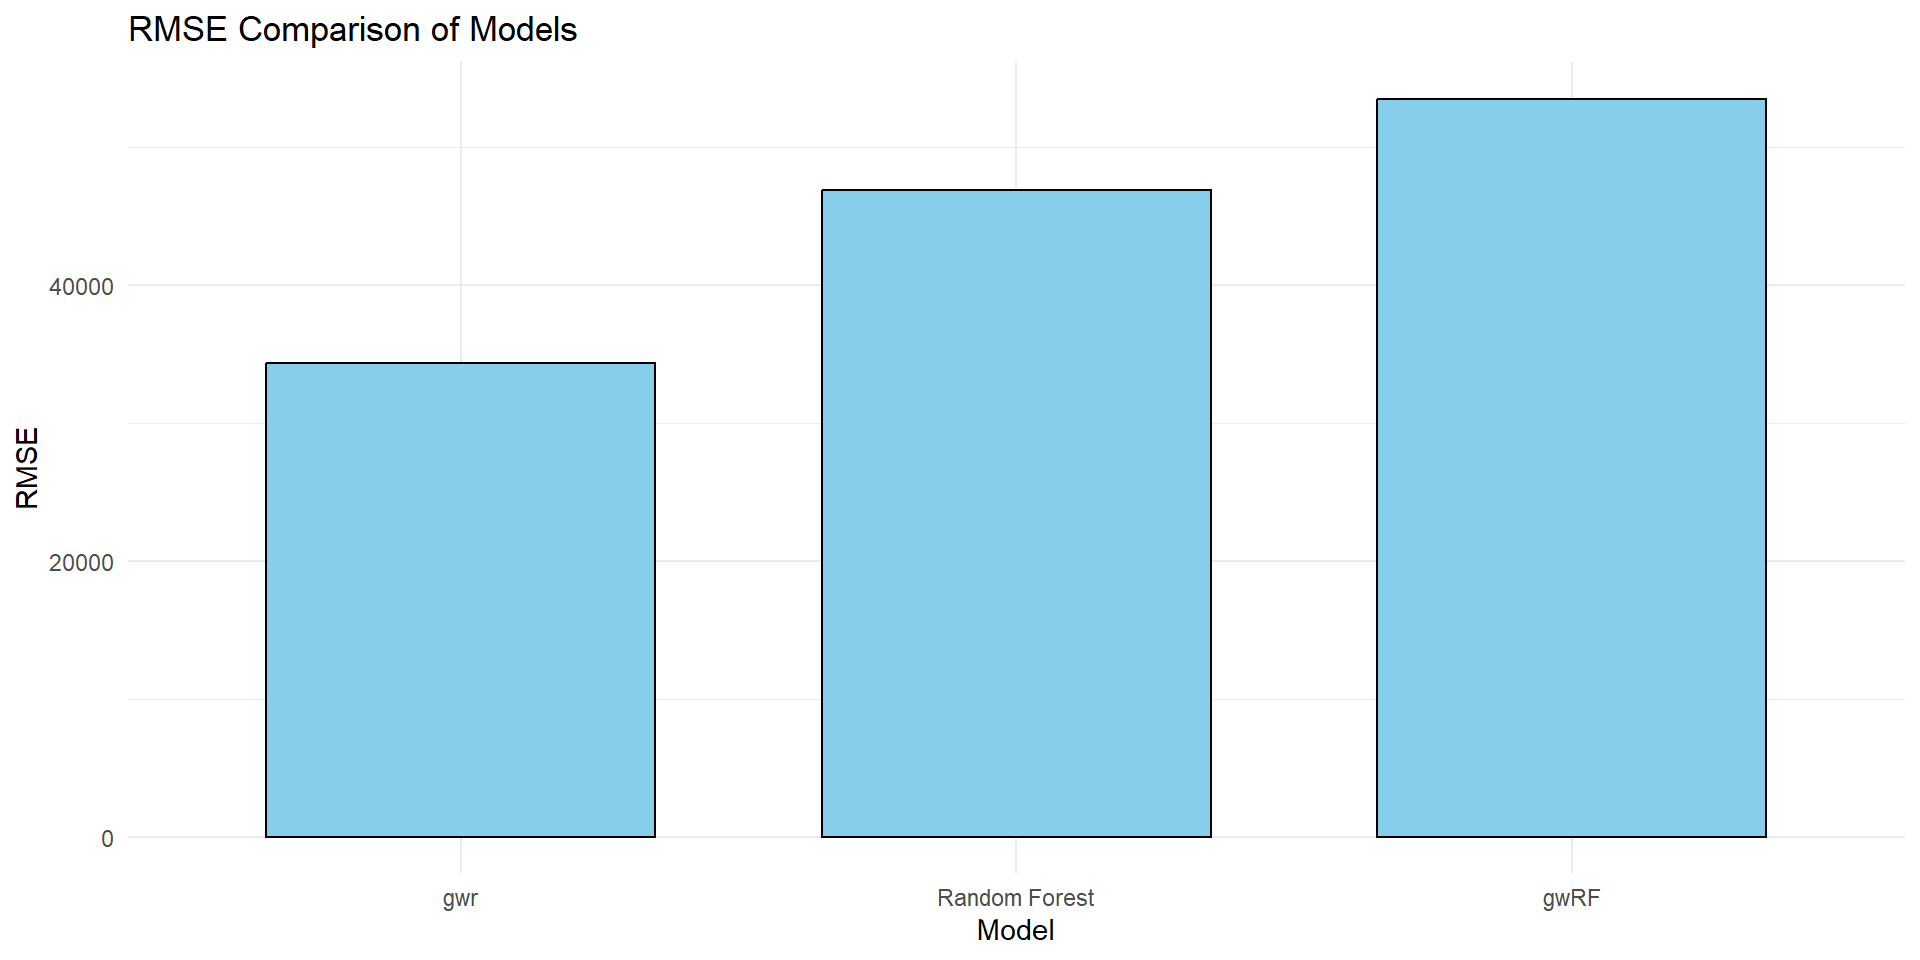 RMSE Comparison of Models
RMSE
40000
20000
0
gwr
Random Forest
gwRF
Model